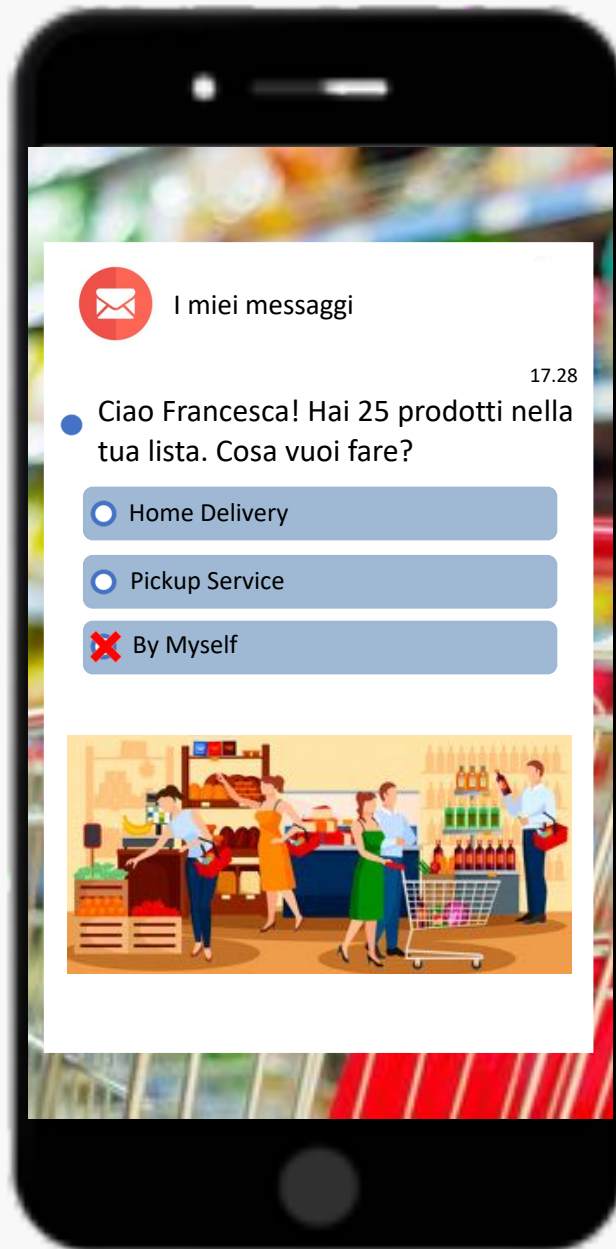 I miei messaggi
17.28
Ciao Francesca! Hai 25 prodotti nella
tua lista. Cosa vuoi fare?
Home Delivery
Pickup Service
By Myself